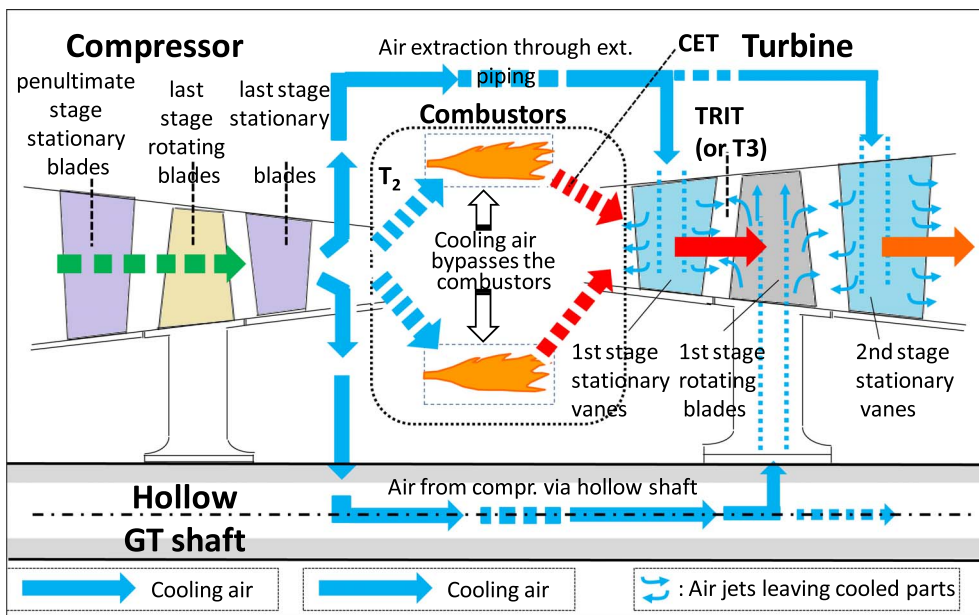 Compressor
Air extraction through ext.
piping
CET
Turbine
penultimate
stage
stationary
blades
last
stage
rotating
blades
last stage
stationary
blades
Combustors
T2
TRIT
(or T3)
Cooling air
bypasses the
combustors
1st stage
stationary
vanes
1st stage
rotating
blades
2nd stage
stationary
vanes
Hollow
GT shaft
Air from compr. via hollow shaft
Cooling air
Cooling air
: Air jets leaving cooled parts